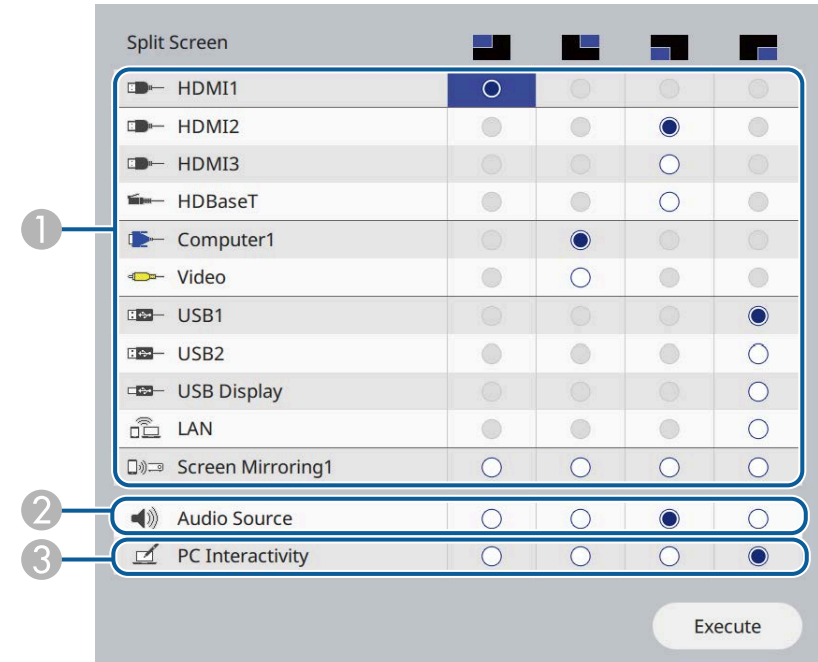 Split Screen
HDMI1
HDMI2
HDMI3
HDBaseT
1
Computer1
Video
USB1
USB2
USB Display
LAN
Screen Mirroring1
2
Audio Source
3
PC Interactivity
Execute